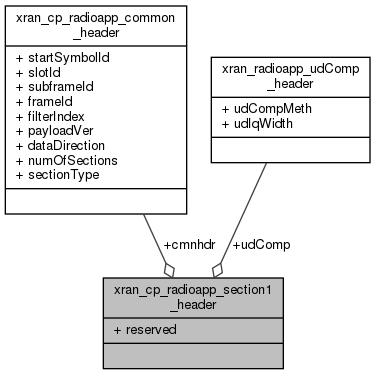 xran_cp_radioapp_common
_header
+ startSymbolId
+ slotId
+ subframeId
+ frameId
+ filterIndex
+ payloadVer
+ dataDirection
+ numOfSections
+ sectionType
xran_radioapp_udComp
_header
+ udCompMeth
+ udIqWidth
+cmnhdr
+udComp
xran_cp_radioapp_section1
_header
+ reserved